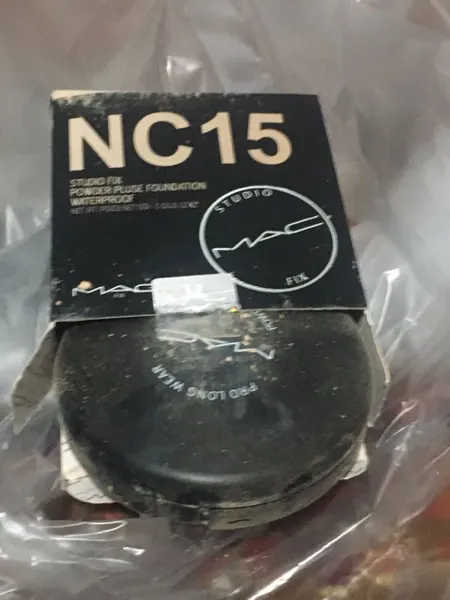 NC15
STUDIO FIX
POWDER PLUSE FOUNDATION
WATERPROOF
STUDIO
MAC
FIX
MAC
PRO LONG WEAR